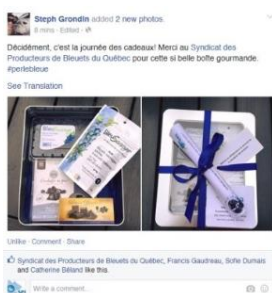 Steph Grondin added 2 new photos
8 mins · Edited ·
Décidément, c'est la journée des cadeaux! Merci au Syndicat des
Producteurs de Bleuets du Québec pour cette si belle boîte gourmande.
#perlebleue
See Translation
Unlike · Comment · Share
Syndicat des Producteurs de Bleuets du Québec, Francis Gaudreau, Sofie Dumais
and Catherine Béland like this.
Write a comment...